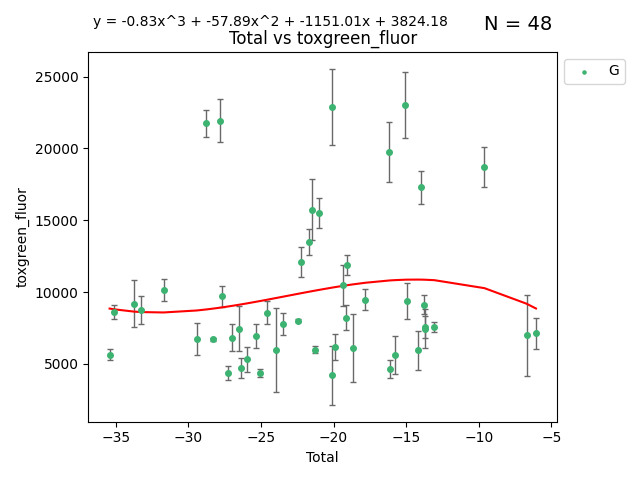 y = -0.83x^3 + -57.89x^2 + -1151.01x + 3824.18
N = 48
Total vs toxgreen_fluor
G
25000
20000
15000
10000
5000
toxgreen_fluor
−35
−30
−25
−20
−15
−10
−5
Total